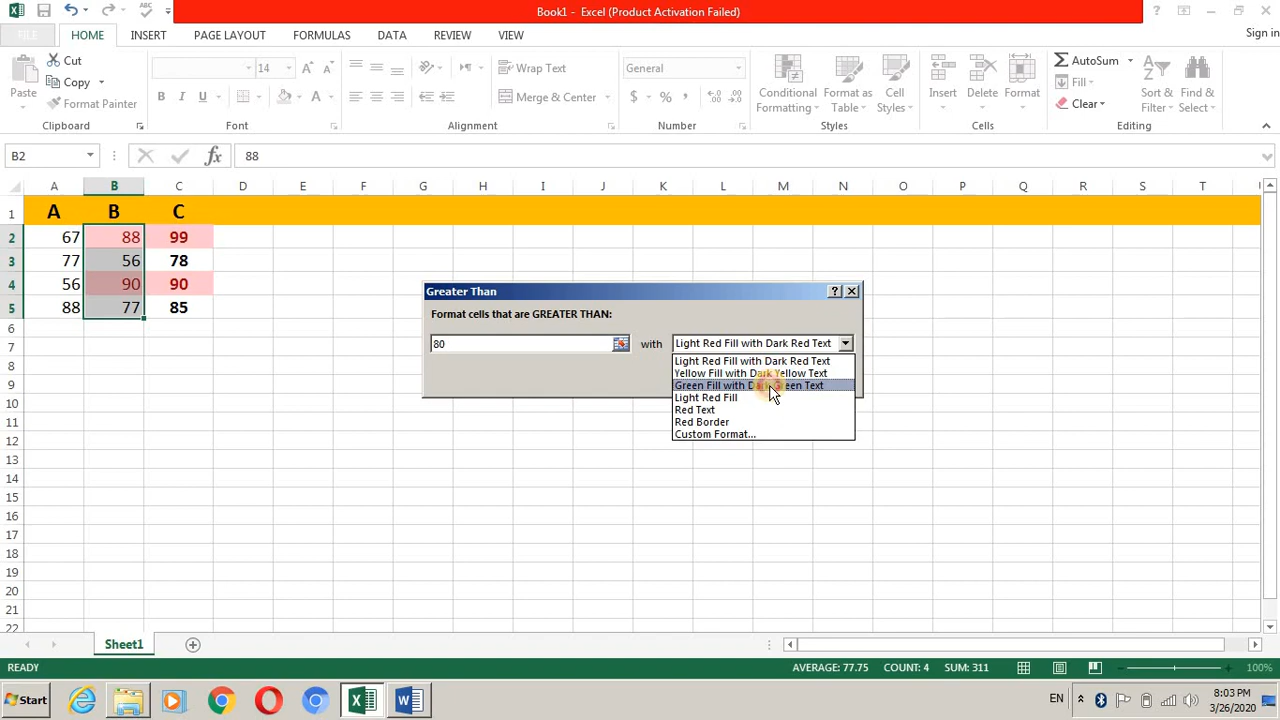 Book1 - Excel (Product Activation Failed)
FILE HOME INSERT PAGE LAYOUT FORMULAS DATA REVIEW VIEW Sign in
Paste Cut Copy Format Painter
Clipboard
14 B I U A A A
Font
Wrap Text Merge & Center
Alignment
General $ % ,
Number
Conditional Formatting Format as Table Cell Styles
Styles
Insert Delete Format
Cells
AutoSum Fill Clear Sort & Filter Find & Select
Editing
B2 fx 88
A B C D E F G H I J K L M N O P Q R S T
1 A B C
2 67 88 99
3 77 56 78
4 56 90 90
5 88 77 85
6
7
8
9
10
11
12
13
14
15
16
17
18
19
20
21
22
Greater Than ?
Format cells that are GREATER THAN:
80 with Light Red Fill with Dark Red Text
Light Red Fill with Dark Red Text
Yellow Fill with Dark Yellow Text
Green Fill with Dark Green Text
Light Red Fill
Red Text
Red Border
Custom Format...
Sheet1
READY AVERAGE: 77.75 COUNT: 4 SUM: 311 100%
Start EN 8:03 PM
3/26/2020